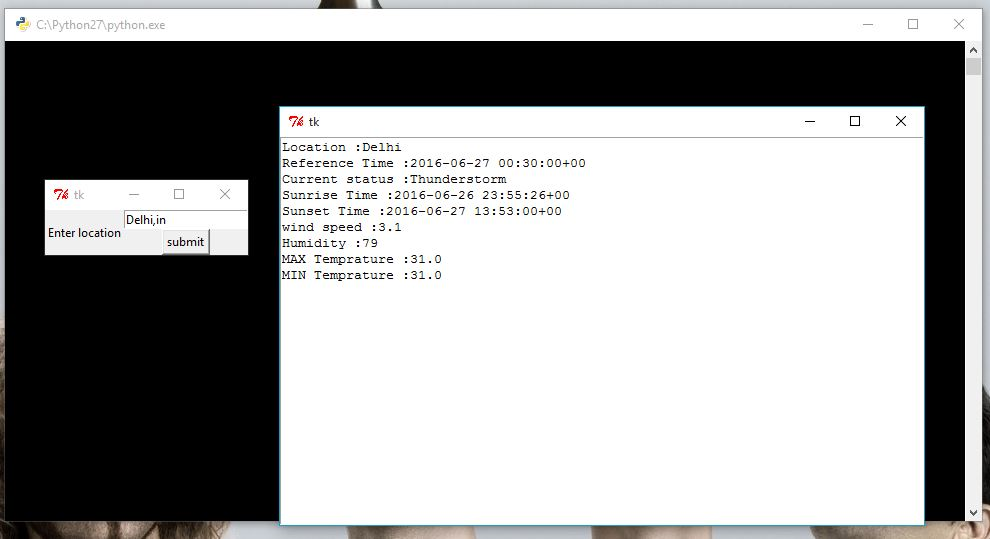 C:\Python27\python.exe
tk
Delhi,in
Enter location
submit
tk
Location :Delhi
Reference Time :2016-06-27 00:30:00+00
Current status :Thunderstorm
Sunrise Time :2016-06-26 23:55:26+00
Sunset Time :2016-06-27 13:53:00+00
wind speed :3.1
Humidity :79
MAX Temprature :31.0
MIN Temprature :31.0